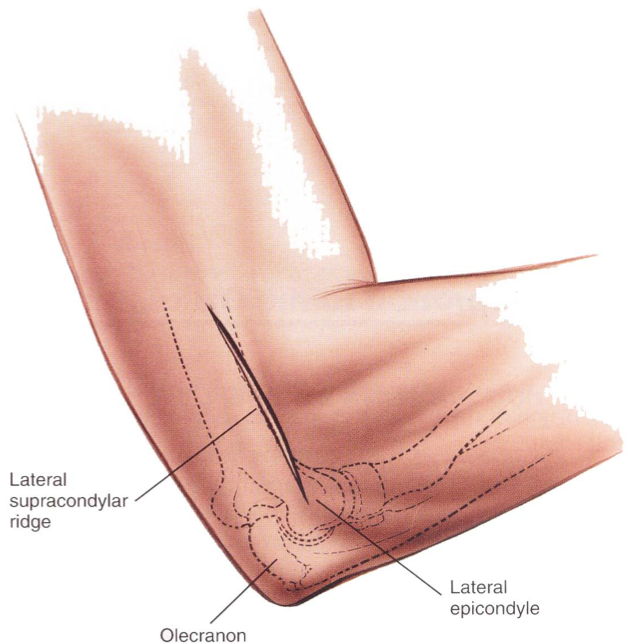 Lateral
supracondylar
ridge
Lateral
epicondyle
Olecranon